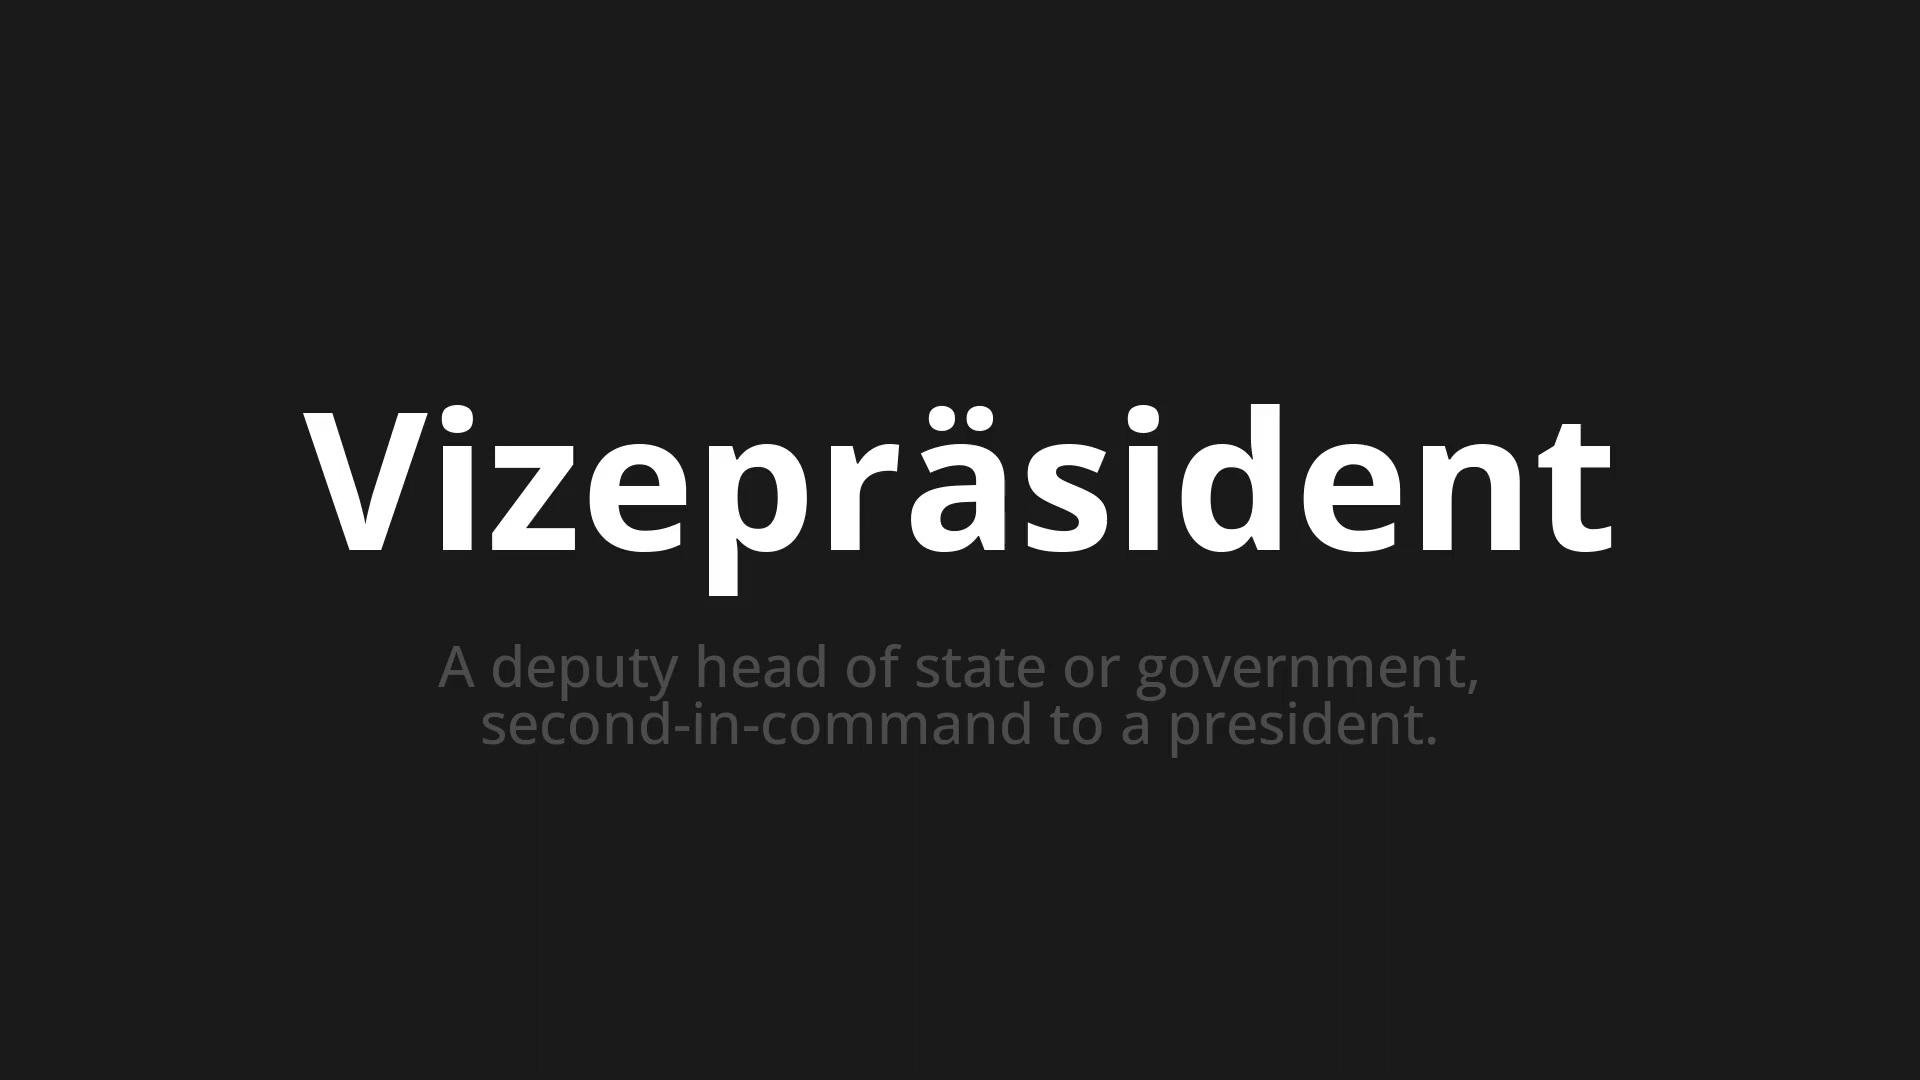 Vizepräsident
A deputy head of state or government,
second-in-command to a president.